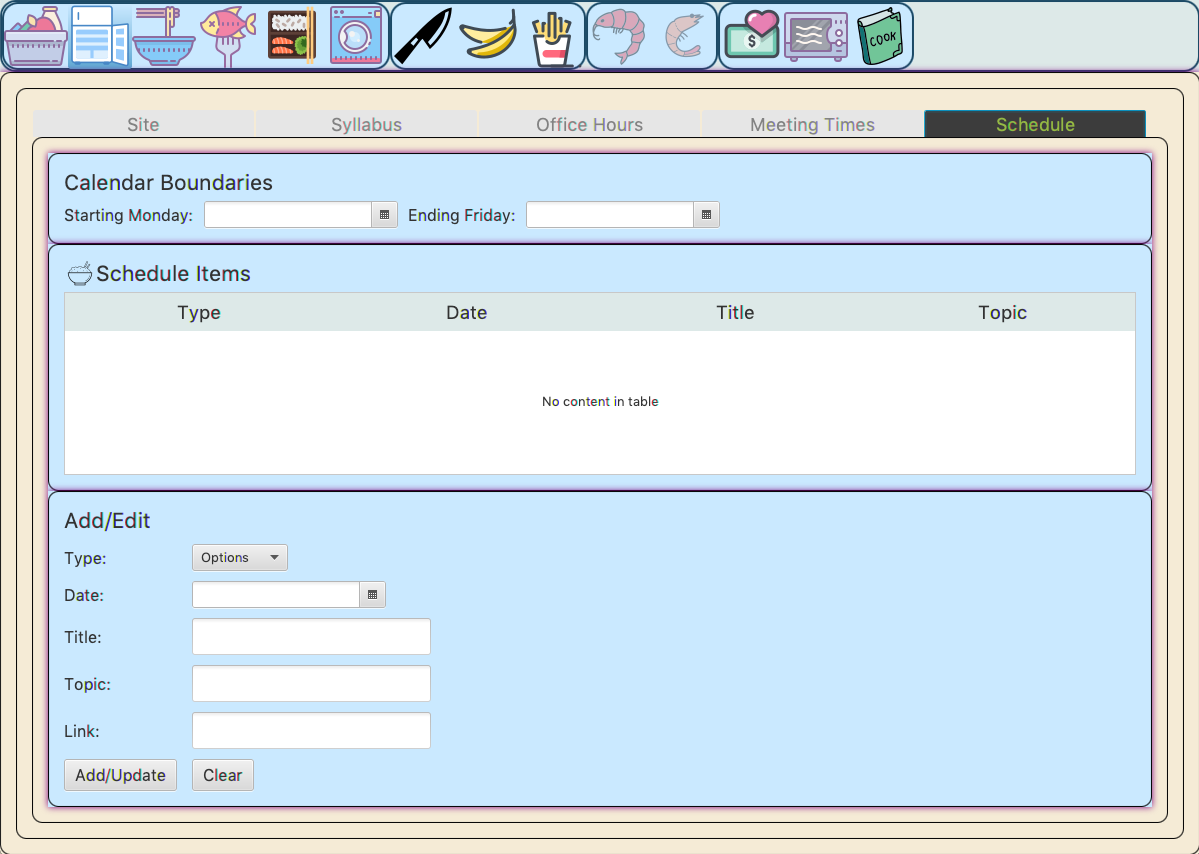 $
COOK
Site Syllabus Office Hours Meeting Times Schedule
Calendar Boundaries
Starting Monday: Ending Friday:
Schedule Items
Type Date Title Topic
No content in table
Add/Edit
Type: Options
Date:
Title:
Topic:
Link:
Add/Update Clear